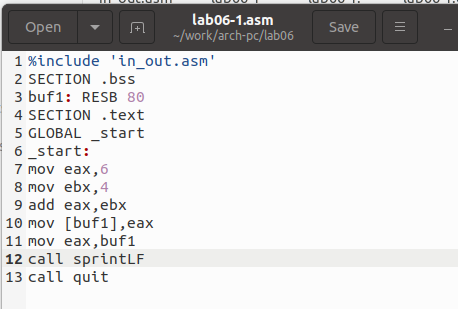 Open
lab06-1.asm
~/work/arch-pc/lab06
Save
1 %include 'in_out.asm'
2 SECTION .bss
3 buf1: RESB 80
4 SECTION .text
5 GLOBAL _start
6 _start:
7 mov eax,6
8 mov ebx,4
9 add eax,ebx
10 mov [buf1],eax
11 mov eax,buf1
12 call sprintLF
13 call quit